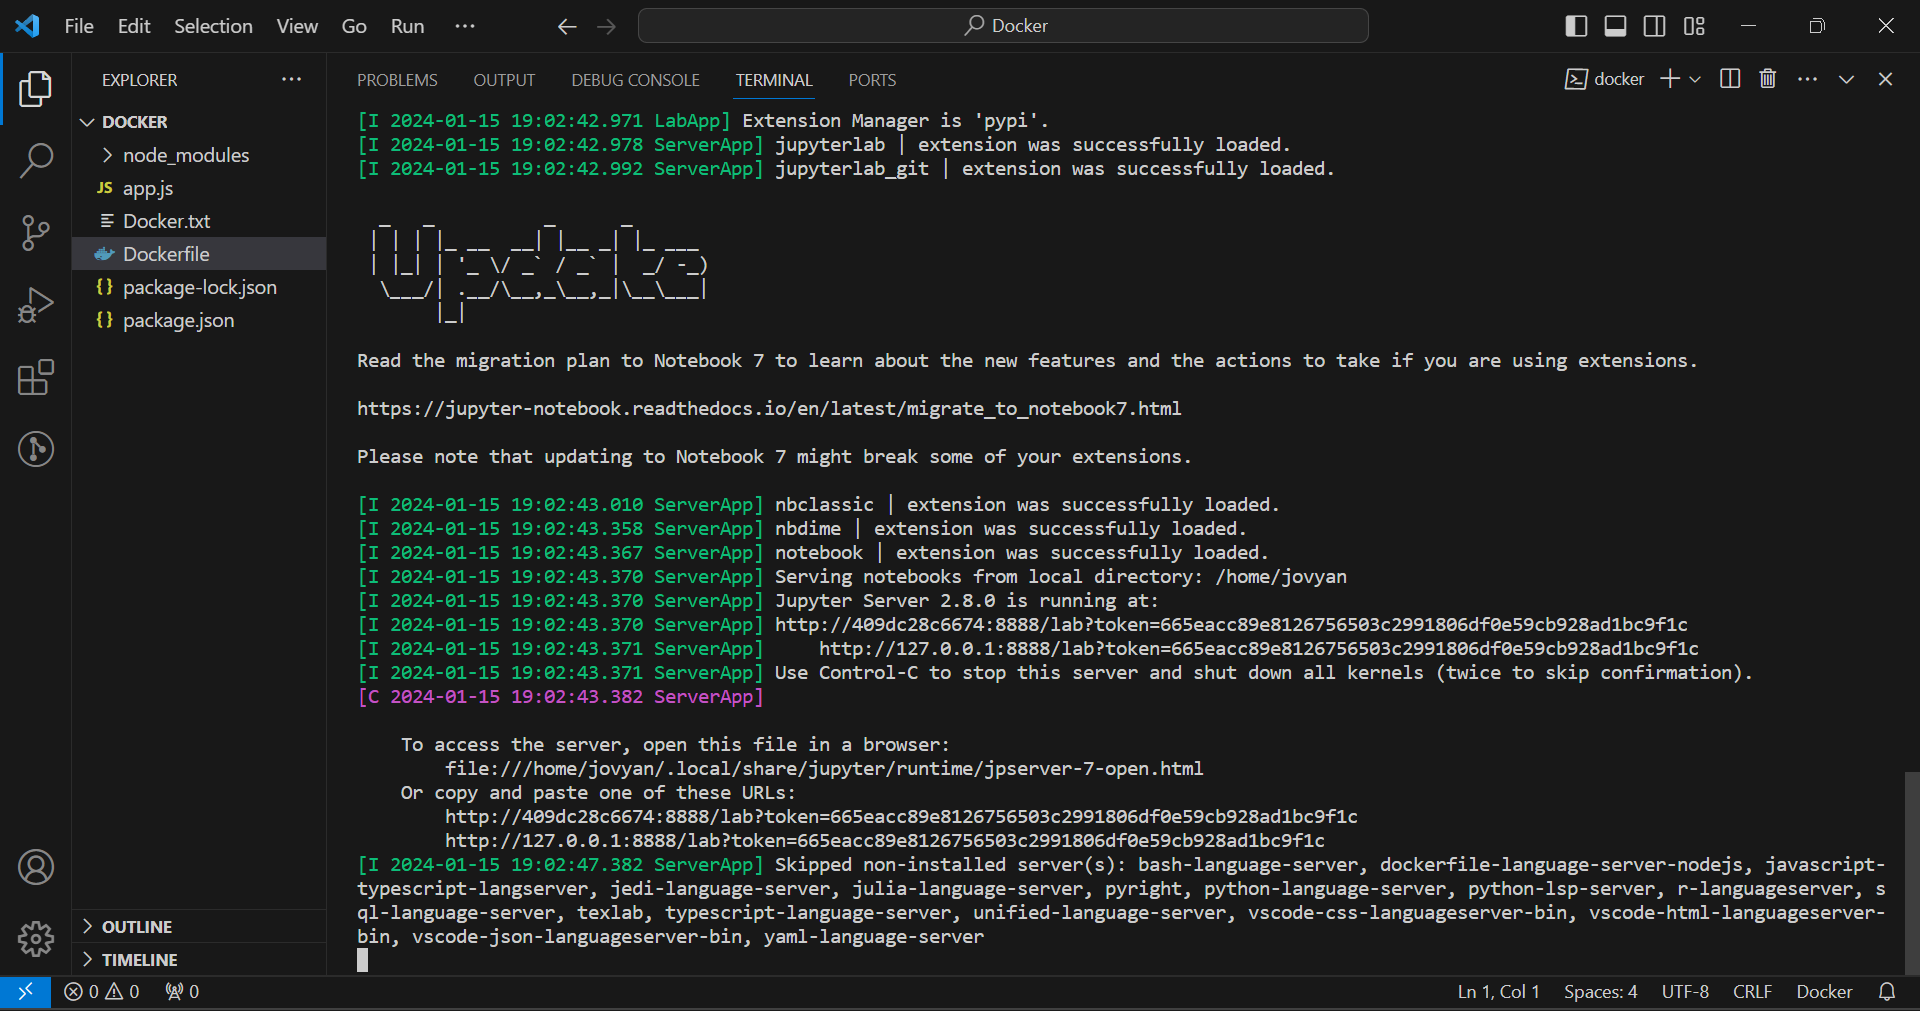 File Edit Selection View Go Run ··· Docker
EXPLORER ···
DOCKER
node_modules
JS app.js
Docker.txt
Dockerfile
{} package-lock.json
{} package.json
OUTLINE
TIMELINE
PROBLEMS OUTPUT DEBUG CONSOLE TERMINAL PORTS docker
[I 2024-01-15 19:02:42.971 LabApp] Extension Manager is 'pypi'.
[I 2024-01-15 19:02:42.978 ServerApp] jupyterlab | extension was successfully loaded.
[I 2024-01-15 19:02:42.992 ServerApp] jupyterlab_git | extension was successfully loaded.
Update
Read the migration plan to Notebook 7 to learn about the new features and the actions to take if you are using extensions.
https://jupyter-notebook.readthedocs.io/en/latest/migrate_to_notebook7.html
Please note that updating to Notebook 7 might break some of your extensions.
[I 2024-01-15 19:02:43.010 ServerApp] nbclassic | extension was successfully loaded.
[I 2024-01-15 19:02:43.358 ServerApp] nbdime | extension was successfully loaded.
[I 2024-01-15 19:02:43.367 ServerApp] notebook | extension was successfully loaded.
[I 2024-01-15 19:02:43.370 ServerApp] Serving notebooks from local directory: /home/jovyan
[I 2024-01-15 19:02:43.370 ServerApp] Jupyter Server 2.8.0 is running at:
[I 2024-01-15 19:02:43.370 ServerApp] http://409dc28c6674:8888/lab?token=665eacc89e8126756503c2991806df0e59cb928ad1bc9f1c
[I 2024-01-15 19:02:43.371 ServerApp]     http://127.0.0.1:8888/lab?token=665eacc89e8126756503c2991806df0e59cb928ad1bc9f1c
[I 2024-01-15 19:02:43.371 ServerApp] Use Control-C to stop this server and shut down all kernels (twice to skip confirmation).
[C 2024-01-15 19:02:43.382 ServerApp]
To access the server, open this file in a browser:
file:///home/jovyan/.local/share/jupyter/runtime/jpserver-7-open.html
Or copy and paste one of these URLs:
http://409dc28c6674:8888/lab?token=665eacc89e8126756503c2991806df0e59cb928ad1bc9f1c
http://127.0.0.1:8888/lab?token=665eacc89e8126756503c2991806df0e59cb928ad1bc9f1c
[I 2024-01-15 19:02:47.382 ServerApp] Skipped non-installed server(s): bash-language-server, dockerfile-language-server-nodejs, javascript-
typescript-langserver, jedi-language-server, julia-language-server, pyright, python-language-server, python-lsp-server, r-languageserver, s
ql-language-server, texlab, typescript-language-server, unified-language-server, vscode-css-languageserver-bin, vscode-html-languageserver-
bin, vscode-json-languageserver-bin, yaml-language-server
0 0 0 Ln 1, Col 1 Spaces: 4 UTF-8 CRLF Docker